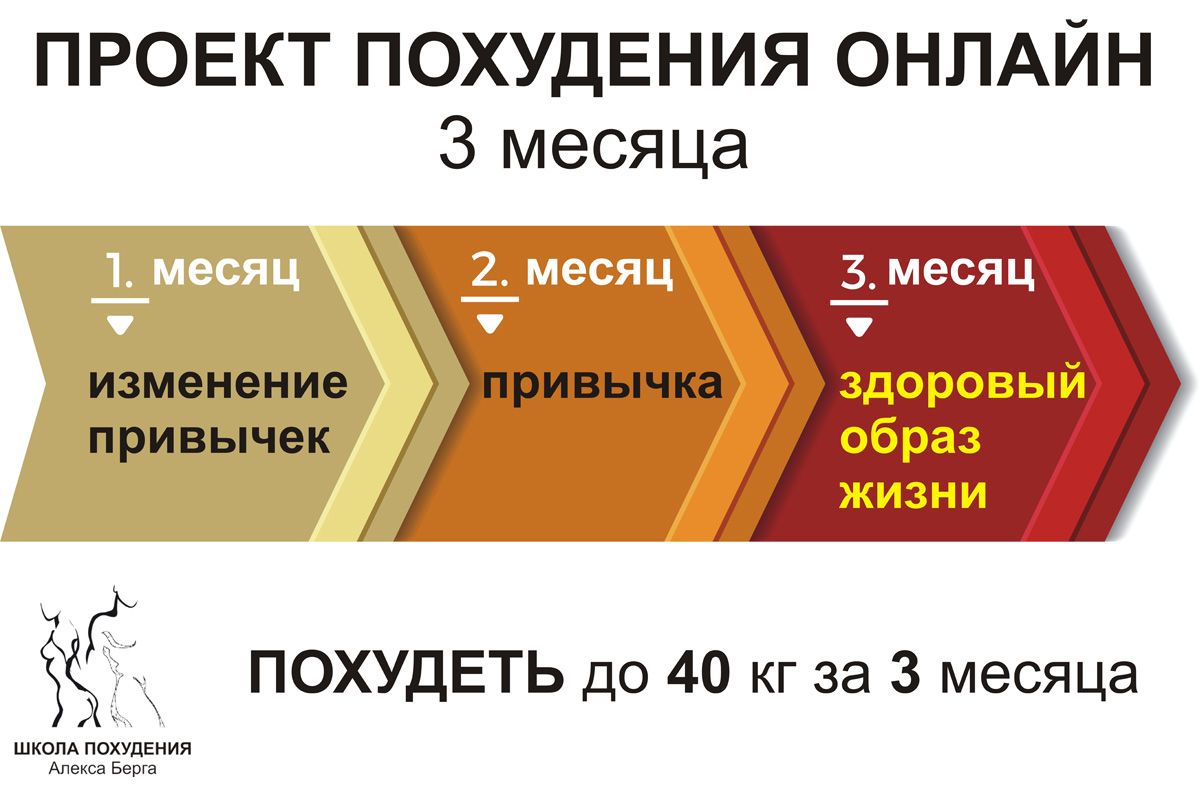 ПРОЕКТ ПОХУДЕНИЯ ОНЛАЙН
3 месяца
1. месяц
изменение
привычек
2. месяц
привычка
3. месяц
здоровый
образ
жизни
ПОХУДЕТЬ до 40 кг за 3 месяца
ШКОЛА ПОХУДЕНИЯ
Алекса Берга